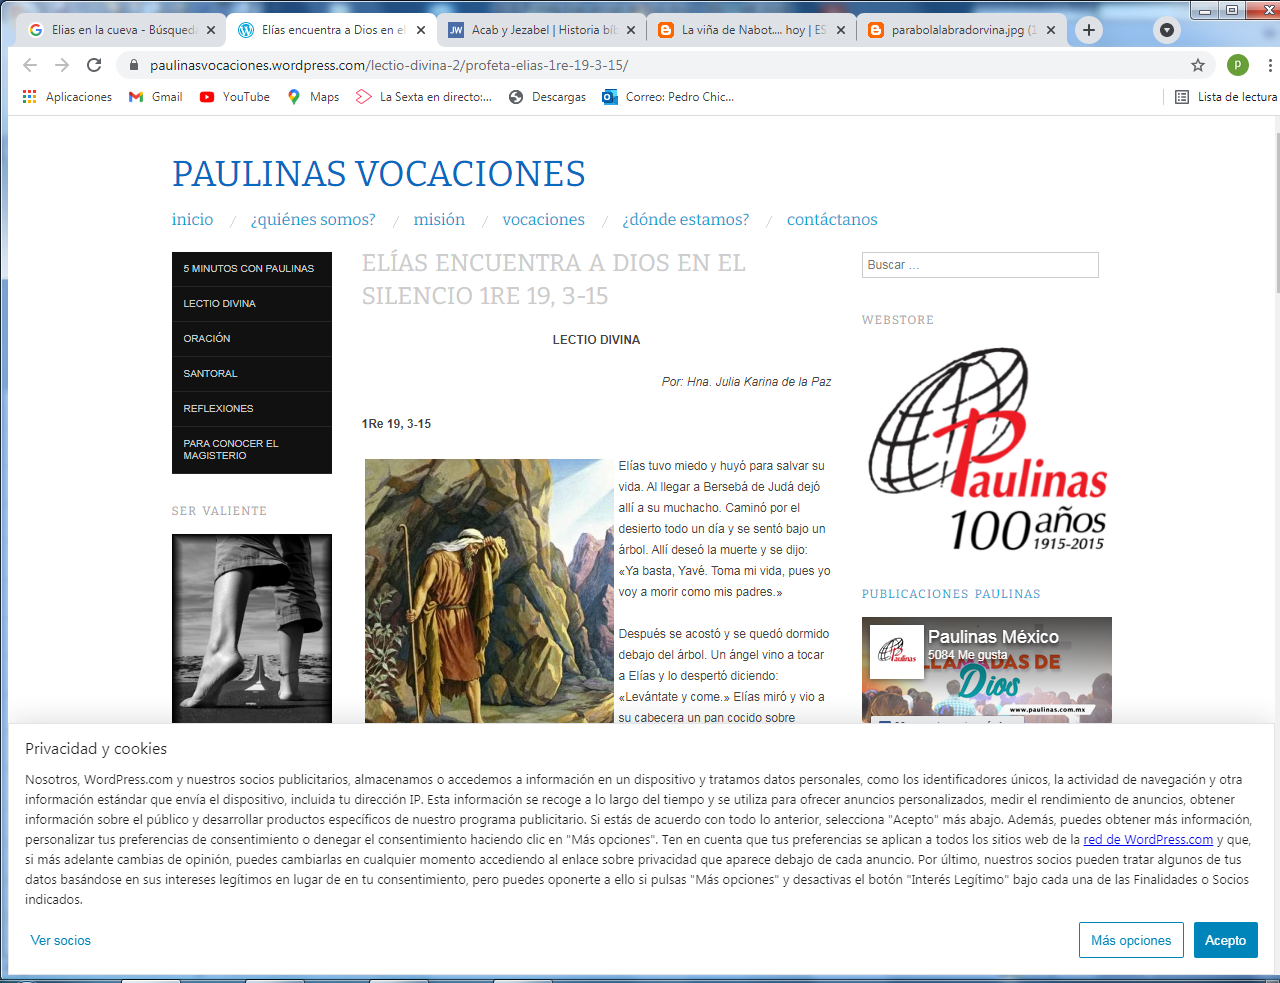 Elias en la cueva - Búsqued
Elías encuentra a Dios en el
Acab y Jezabel | Historia bíb
La viña de Nabot.... hoy | ES
parabolalabradorvina.jpg (1
paulinasvocaciones.wordpress.com/lectio-divina-2/profeta-elias-1re-19-3-15/
p
Aplicaciones
Gmail
YouTube
Maps
La Sexta en directo:...
Descargas
Correo: Pedro Chic...
Lista de lectura
PAULINAS VOCACIONES
inicio / ¿quiénes somos? / misión / vocaciones / ¿dónde estamos? / contáctanos
5 MINUTOS CON PAULINAS
LECTIO DIVINA
ORACIÓN
SANTORAL
REFLEXIONES
PARA CONOCER EL
MAGISTERIO
SER VALIENTE
ELÍAS ENCUENTRA A DIOS EN EL
SILENCIO 1RE 19, 3-15
LECTIO DIVINA
Por: Hna. Julia Karina de la Paz
1Re 19, 3-15
Elías tuvo miedo y huyó para salvar su
vida. Al llegar a Bersebá de Judá dejó
allí a su muchacho. Caminó por el
desierto todo un día y se sentó bajo un
árbol. Allí deseó la muerte y se dijo:
«Ya basta, Yavé. Toma mi vida, pues yo
voy a morir como mis padres.»
Después se acostó y se quedó dormido
debajo del árbol. Un ángel vino a tocar
a Elías y lo despertó diciendo:
«Levántate y come.» Elías miró y vio a
su cabecera un pan cocido sobre
Buscar ...
WEBSTORE
Paulinas
100 años
1915-2015
PUBLICACIONES PAULINAS
Paulinas México
5084 Me gusta
Paulinas
LLAMADAS DE
Dios
www.paulinas.com.mx
Privacidad y cookies
Nosotros, WordPress.com y nuestros socios publicitarios, almacenamos o accedemos a información en un dispositivo y tratamos datos personales, como los identificadores únicos, la actividad de navegación y otra
información estándar que envía el dispositivo, incluida tu dirección IP. Esta información se recoge a lo largo del tiempo y se utiliza para ofrecer anuncios personalizados, medir el rendimiento de anuncios, obtener
información sobre el público y desarrollar productos específicos de nuestro programa publicitario. Si estás de acuerdo con todo lo anterior, selecciona "Acepto" más abajo. Además, puedes obtener más información,
personalizar tus preferencias de consentimiento o denegar el consentimiento haciendo clic en "Más opciones". Ten en cuenta que tus preferencias se aplican a todos los sitios web de la red de WordPress.com y que,
si más adelante cambias de opinión, puedes cambiarlas en cualquier momento accediendo al enlace sobre privacidad que aparece debajo de cada anuncio. Por último, nuestros socios pueden tratar algunos de tus
datos basándose en sus intereses legítimos en lugar de en tu consentimiento, pero puedes oponerte a ello si pulsas "Más opciones" y desactivas el botón "Interés Legítimo" bajo cada una de las Finalidades o Socios
indicados.
Ver socios
Más opciones
Acepto